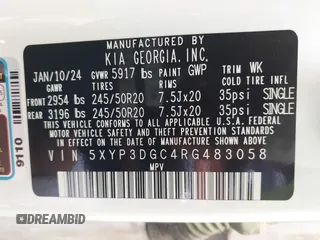 MANUFACTURED BY
KIA GEORGIA, INC.
JAN/10/24 GVWR 5917 lbs PAINT GWP TRIM WK
GAWR TIRES RIMS COLD TIRE INFL
FRONT 2954 lbs 245/50R20 7.5Jx20 35psi SINGLE
REAR 3196 lbs 245/50R20 7.5Jx20 35psi SINGLE
THIS VEHICLE CONFORMS TO ALL APPLICABLE U.S. FEDERAL MOTOR
VEHICLE SAFETY STANDARDS IN EFFECT ON THE DATE OF MANUFACTURE SHOWN ABOVE.
VIN 5XYP3DGC4RG483058
MPV
9110
DREAMBID